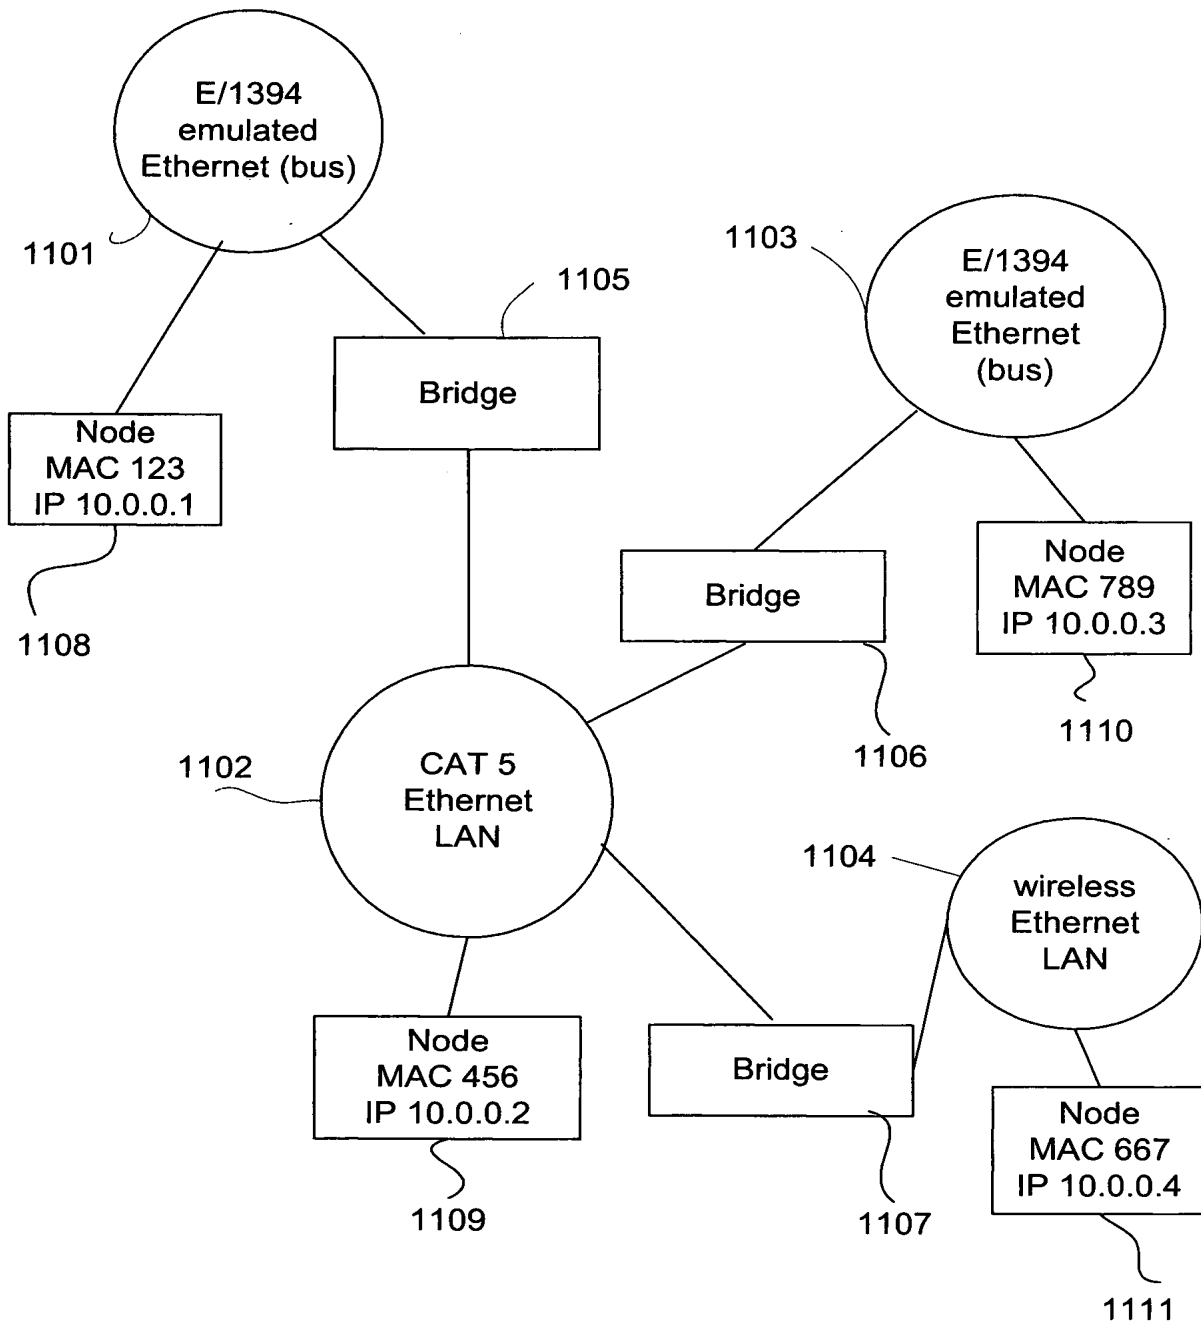 E/1394
emulated
Ethernet (bus)
1101
1105
Bridge
1103
E/1394
emulated
Ethernet
(bus)
Node
MAC 123
IP 10.0.0.1
1108
Bridge
1106
Node
MAC 789
IP 10.0.0.3
1110
1102
CAT 5
Ethernet
LAN
1104
wireless
Ethernet
LAN
Node
MAC 456
IP 10.0.0.2
1109
Bridge
1107
Node
MAC 667
IP 10.0.0.4
1111